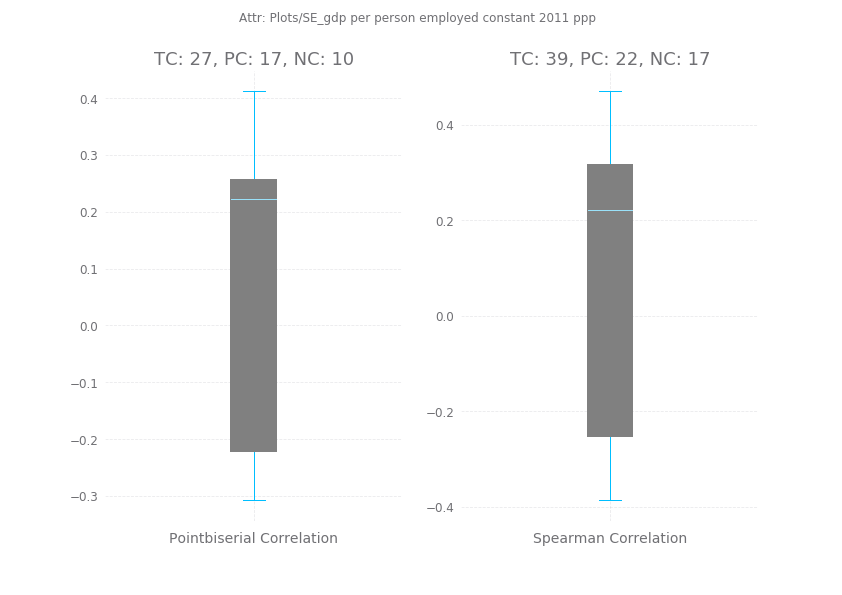 Attr: Plots/SE_gdp per person employed constant 2011 ppp
TC: 27, PC: 17, NC: 10
0.4
0.3
0.2
0.1
0.0
−0.1
−0.2
−0.3
Pointbiserial Correlation
TC: 39, PC: 22, NC: 17
0.4
0.2
0.0
−0.2
−0.4
Spearman Correlation